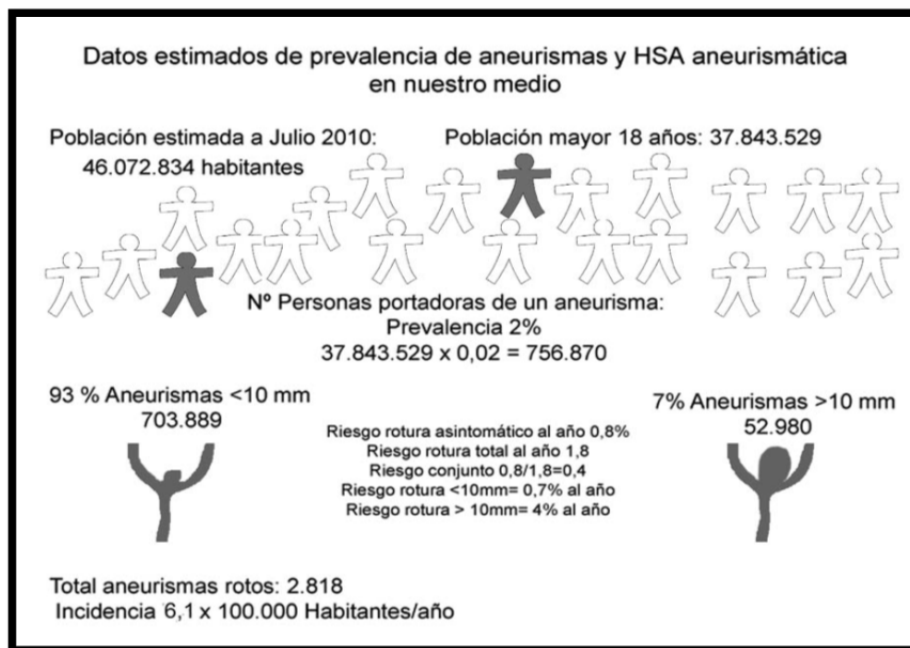 Datos estimados de prevalencia de aneurismas y HSA aneurismática
en nuestro medio
Población estimada a Julio 2010:
46.072.834 habitantes
Población mayor 18 años: 37.843.529
Nº Personas portadoras de un aneurisma:
Prevalencia 2%
37.843.529 x 0,02 = 756.870
93 % Aneurismas <10 mm
703.889
7% Aneurismas >10 mm
52.980
Riesgo rotura asintomático al año 0,8%
Riesgo rotura total al año 1,8
Riesgo conjunto 0,8/1,8=0,4
Riesgo rotura <10mm= 0,7% al año
Riesgo rotura > 10mm= 4% al año
Total aneurismas rotos: 2.818
Incidencia 6,1 x 100.000 Habitantes/año